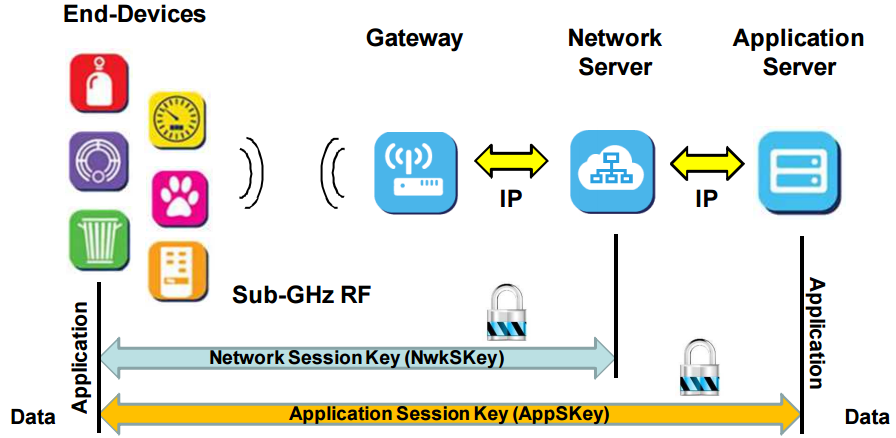 End-Devices
Gateway
Network
Server
Application
Server
IP
IP
Sub-GHz RF
Application
Application
Network Session Key (NwkSKey)
Application Session Key (AppSKey)
Data
Data